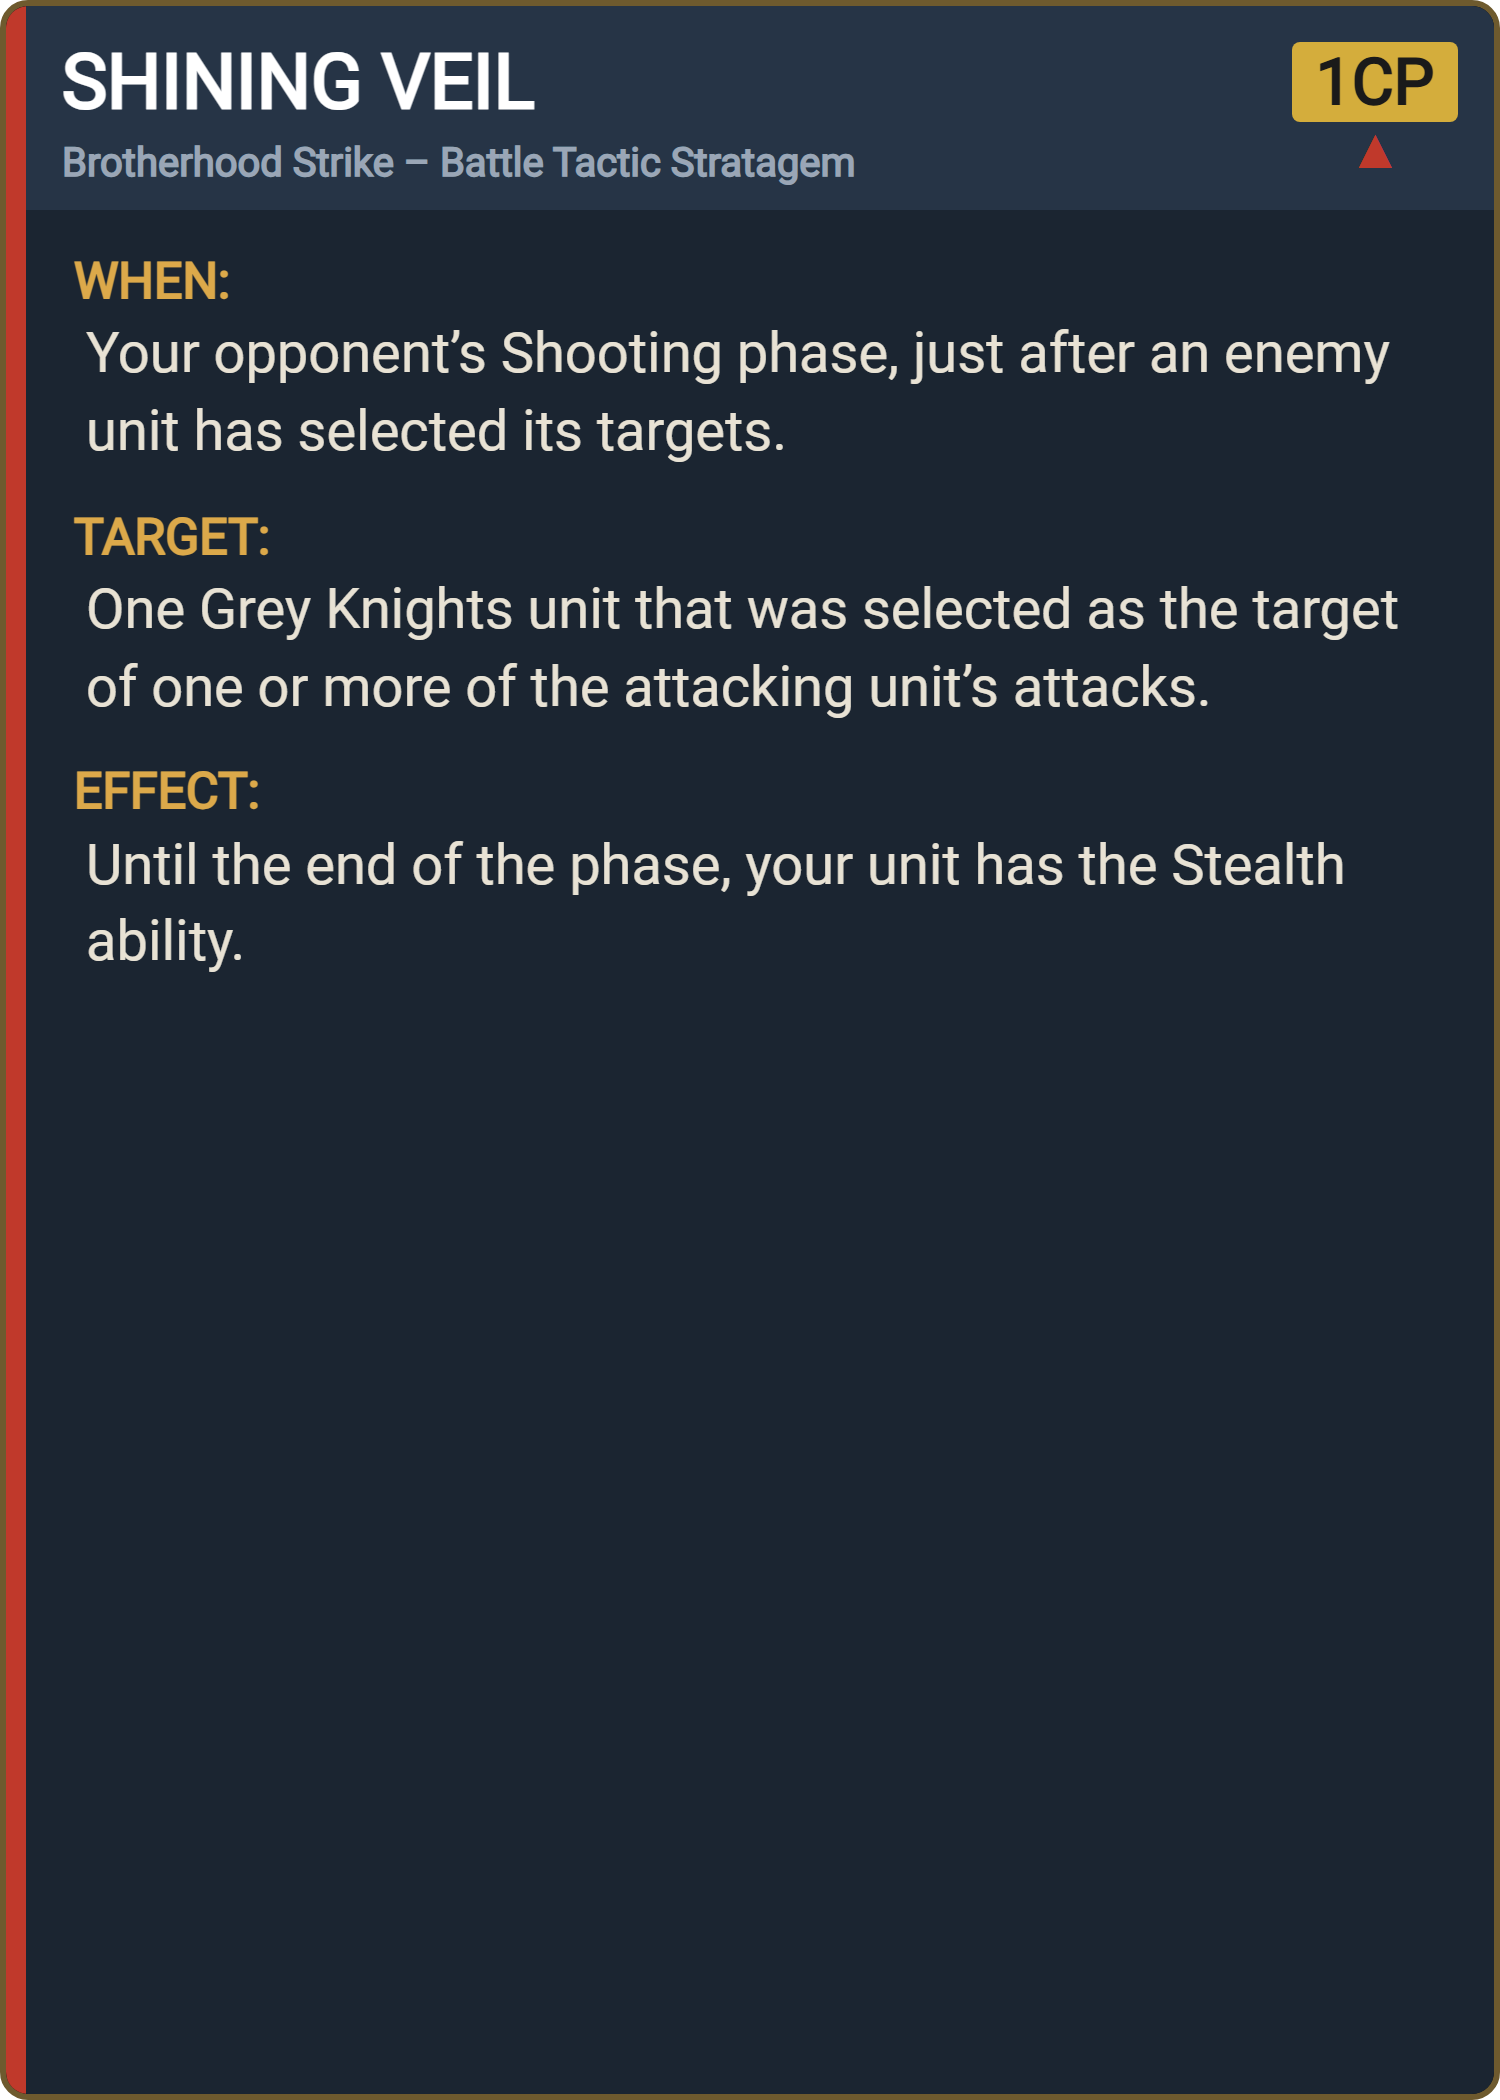 SHINING VEIL
1CP
Brotherhood Strike – Battle Tactic Stratagem
WHEN:
Your opponent’s Shooting phase, just after an enemy
unit has selected its targets.
TARGET:
One Grey Knights unit that was selected as the target
of one or more of the attacking unit’s attacks.
EFFECT:
Until the end of the phase, your unit has the Stealth
ability.